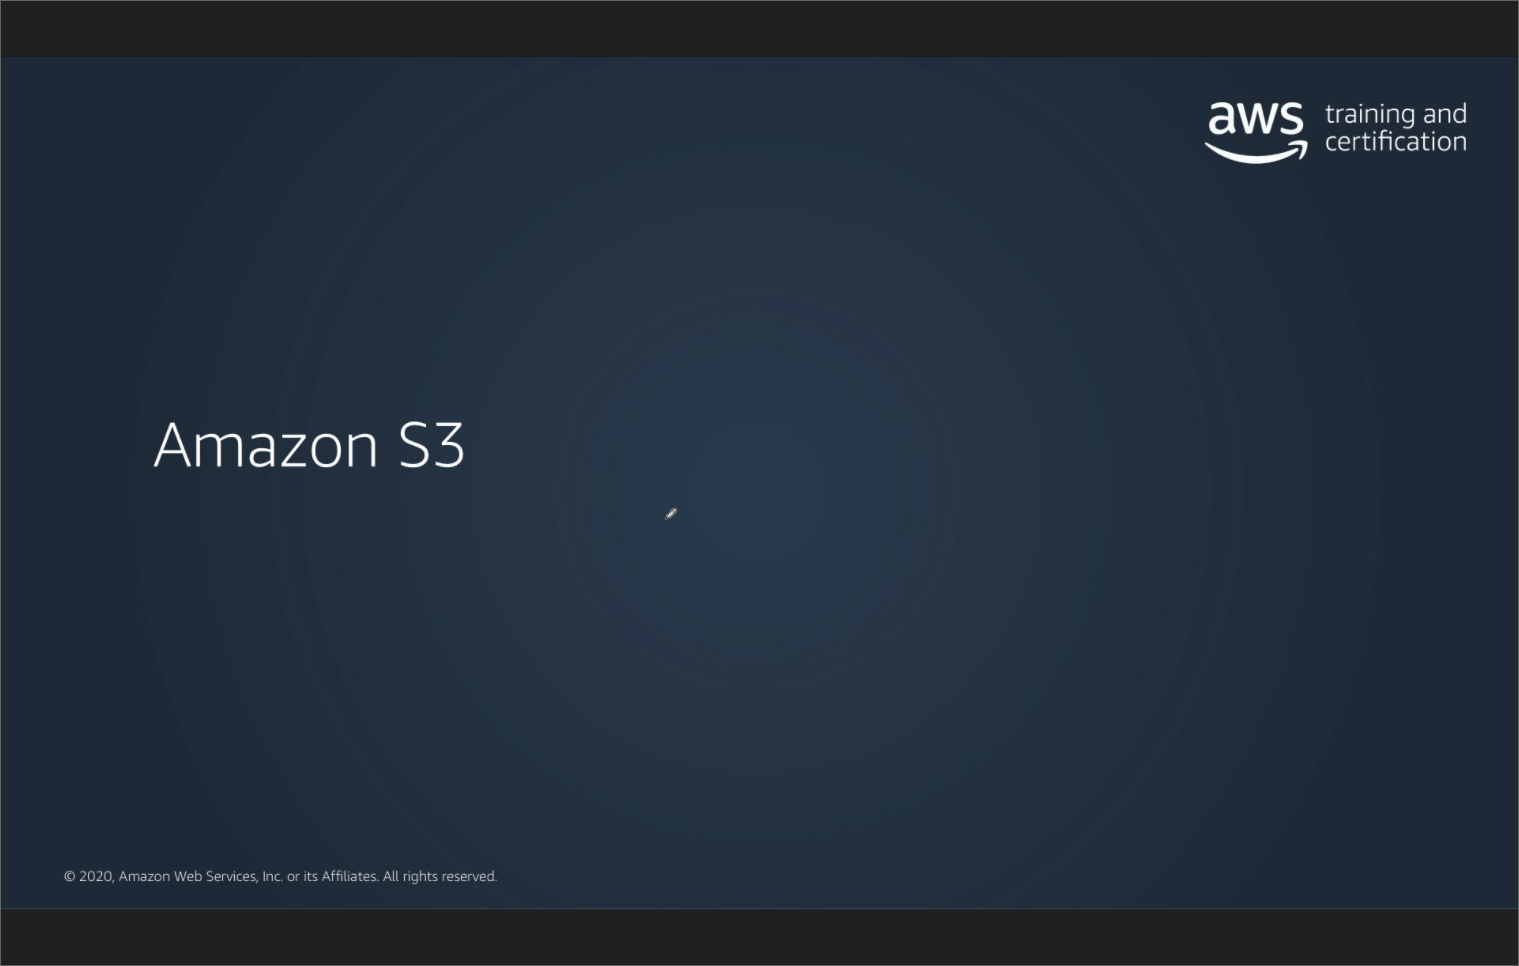 aws training and
certification
Amazon S3
© 2020, Amazon Web Services, Inc. or its Affiliates. All rights reserved.